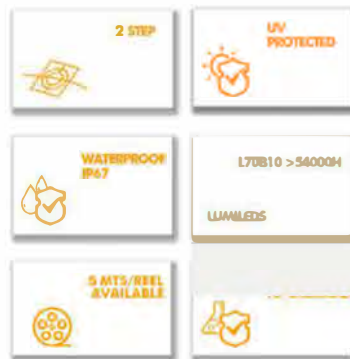 2 STEP
UV
PROTECTED
WATERPROOF
IP67
L70B10 >54000H
LUMILEDS
5 MTS/REEL
AVAILABLE